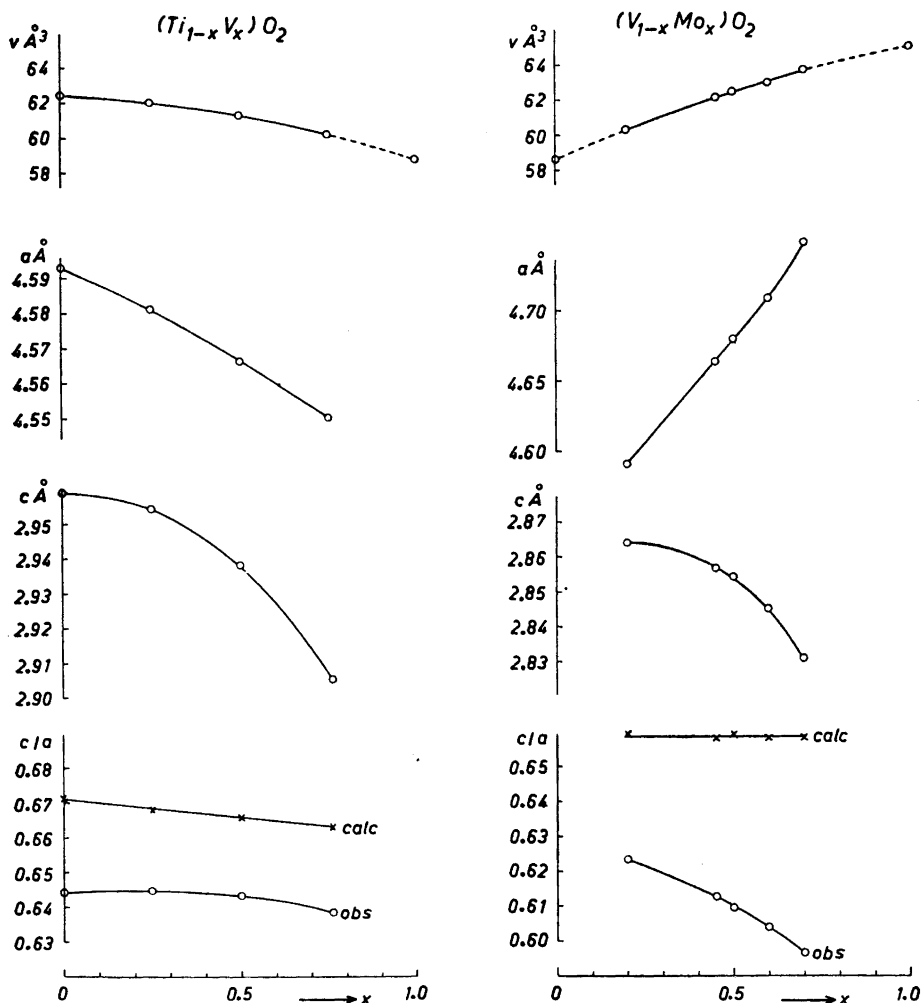 (Ti₁₋ₓVₓ)O₂
v Å³
64
62
60
58
a Å
4.59
4.58
4.57
4.56
4.55
c Å
2.95
2.94
2.93
2.92
2.91
2.90
c/a
0.68
0.67
0.66
0.65
0.64
0.63
calc
obs
0 0.5 → x 1.0
(V₁₋ₓMoₓ)O₂
v Å³
64
62
60
58
a Å
4.70
4.65
4.60
c Å
2.87
2.86
2.85
2.84
2.83
c/a
0.65
0.64
0.63
0.62
0.61
0.60
calc
obs
0 0.5 → x 1.0